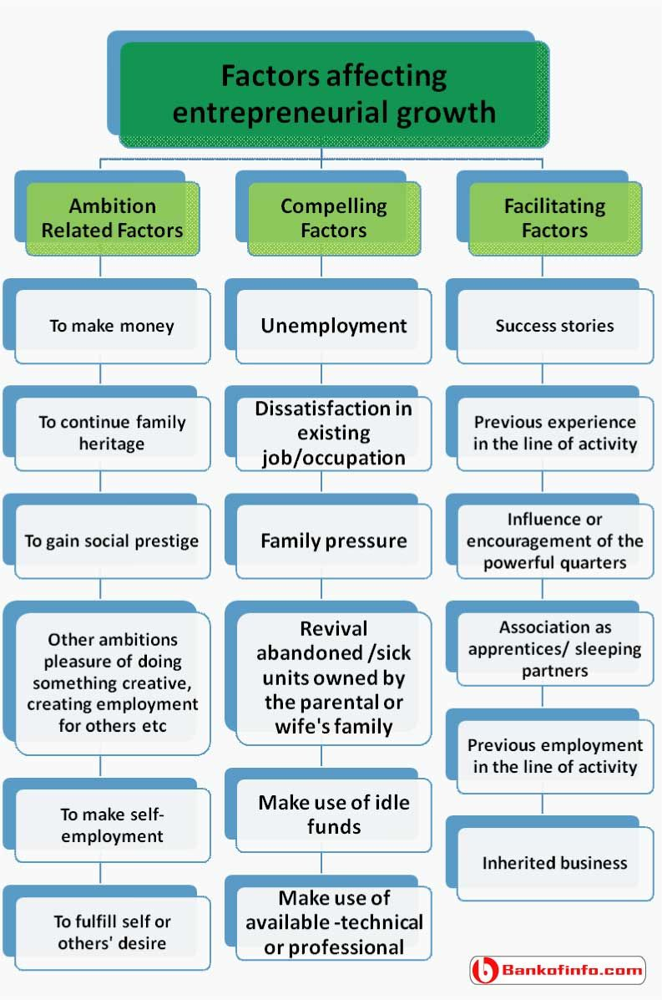 Factors affecting
entrepreneurial growth
Ambition
Related Factors
To make money
To continue family
heritage
To gain social prestige
Other ambitions
pleasure of doing
something creative,
creating employment
for others etc
To make self-
employment
To fulfill self or
others' desire
Compelling
Factors
Unemployment
Dissatisfaction in
existing
job/occupation
Family pressure
Revival
abandoned /sick
units owned by
the parental or
wife's family
Make use of idle
funds
Make use of
available -technical
or professional
Facilitating
Factors
Success stories
Previous experience
in the line of activity
Influence or
encouragement of the
powerful quarters
Association as
apprentices/ sleeping
partners
Previous employment
in the line of activity
Inherited business
b Bankofinfo.com